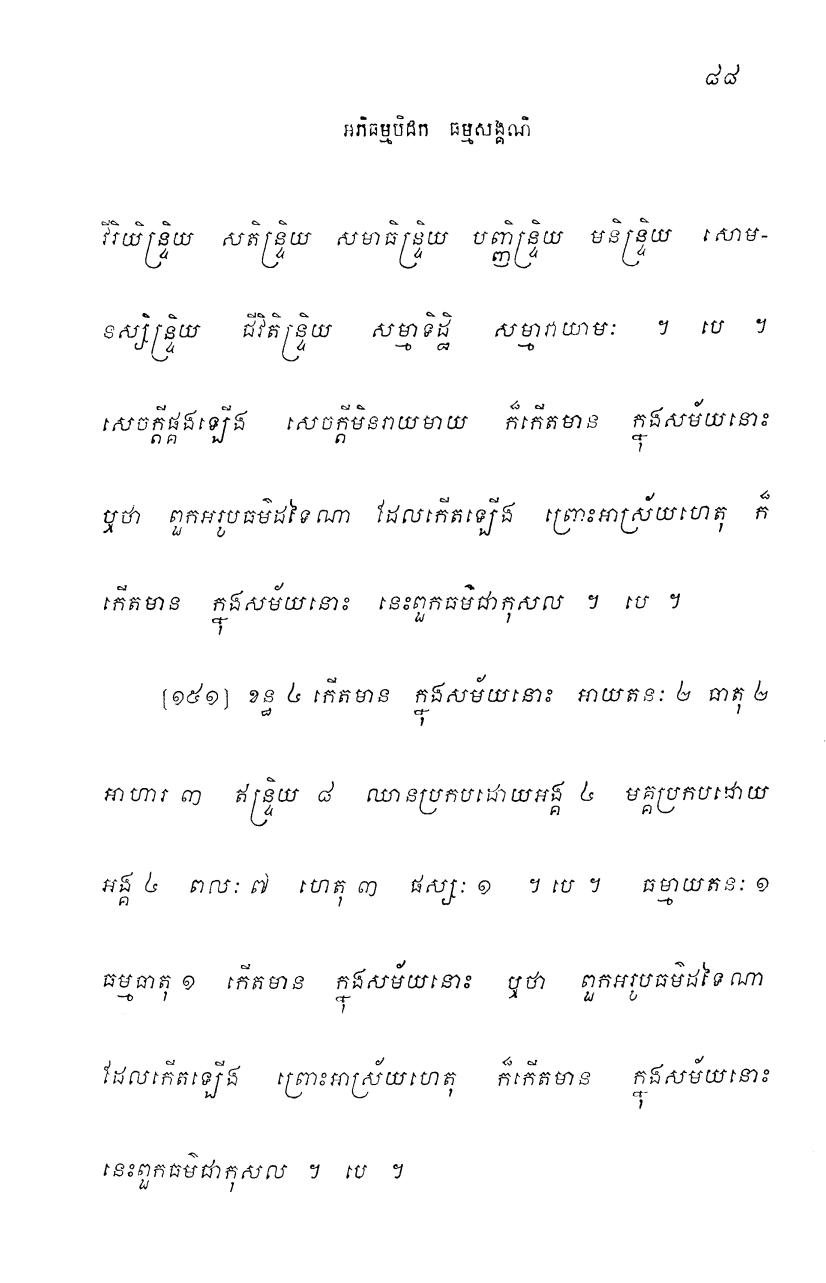 ៨៨
អភិធម្មបិដក ធម្មសង្គណិ
វីរិយិន្ទ្រិយ សតិន្ទ្រិយ សមាធិន្ទ្រិយ បញ្ញិន្ទ្រិយ មនិន្ទ្រិយ សោម-
នស្សិន្ទ្រិយ ជីវិតិន្ទ្រិយ សម្មាទិដ្ឋិ សម្មាវាយាមៈ ។ បេ ។
សេចក្តីផ្គងឡើង សេចក្តីមិនរាយមាយ ក៏កើតមាន ក្នុងសម័យនោះ
ឬថា ពួកអរូបធម៌ដទៃណា ដែលកើតឡើង ព្រោះអាស្រ័យហេតុ ក៏
កើតមាន ក្នុងសម័យនោះ នេះពួកធម៌ជាកុសល ។ បេ ។
[១៥១] ខន្ធ ៤ កើតមាន ក្នុងសម័យនោះ អាយតនៈ ២ ធាតុ ២
អាហារ ៣ ឥន្ទ្រិយ ៨ ឈានប្រកបដោយអង្គ ៤ មគ្គប្រកបដោយ
អង្គ ៤ ពលៈ ៧ ហេតុ ៣ ផស្សៈ ១ ។ បេ ។ ធម្មាយតនៈ ១
ធម្មធាតុ ១ កើតមាន ក្នុងសម័យនោះ ឬថា ពួកអរូបធម៌ដទៃណា
ដែលកើតឡើង ព្រោះអាស្រ័យហេតុ ក៏កើតមាន ក្នុងសម័យនោះ
នេះពួកធម៌ជាកុសល ។ បេ ។